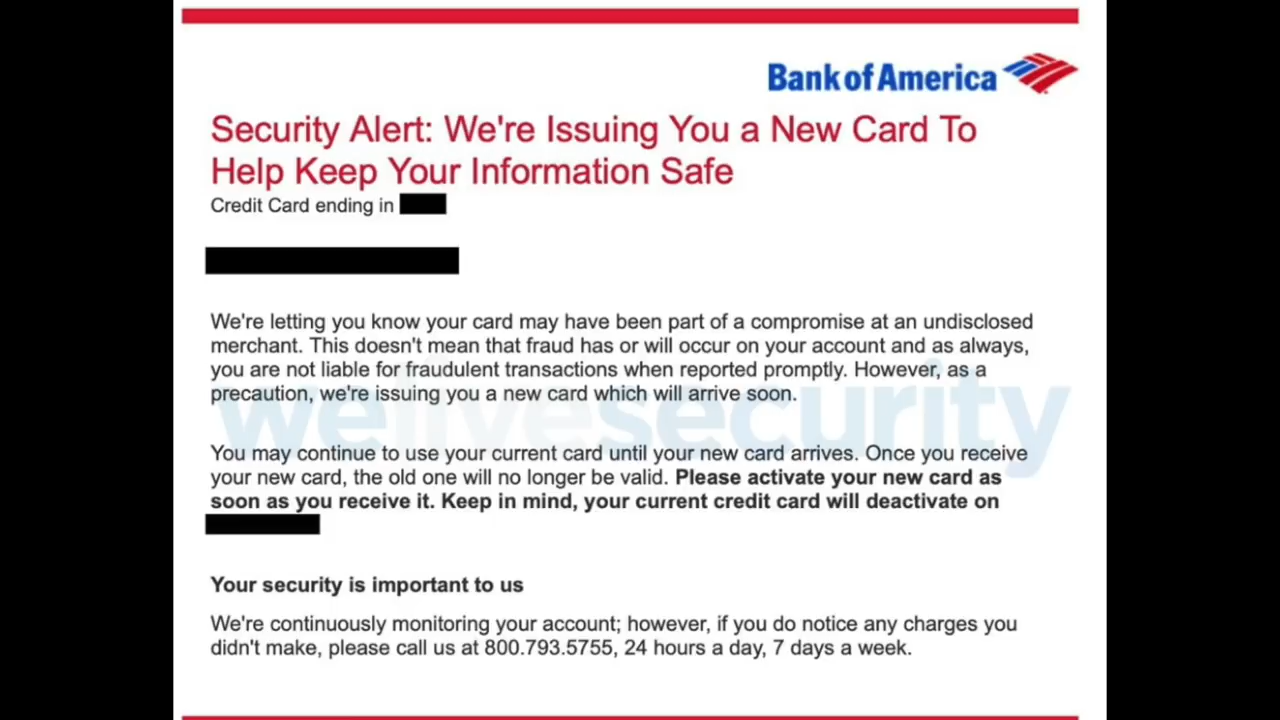 Bank of America
Security Alert: We're Issuing You a New Card To
Help Keep Your Information Safe
Credit Card ending in
We're letting you know your card may have been part of a compromise at an undisclosed
merchant. This doesn't mean that fraud has or will occur on your account and as always,
you are not liable for fraudulent transactions when reported promptly. However, as a
precaution, we're issuing you a new card which will arrive soon.
welivesecurity
You may continue to use your current card until your new card arrives. Once you receive
your new card, the old one will no longer be valid. Please activate your new card as
soon as you receive it. Keep in mind, your current credit card will deactivate on
Your security is important to us
We're continuously monitoring your account; however, if you do notice any charges you
didn't make, please call us at 800.793.5755, 24 hours a day, 7 days a week.